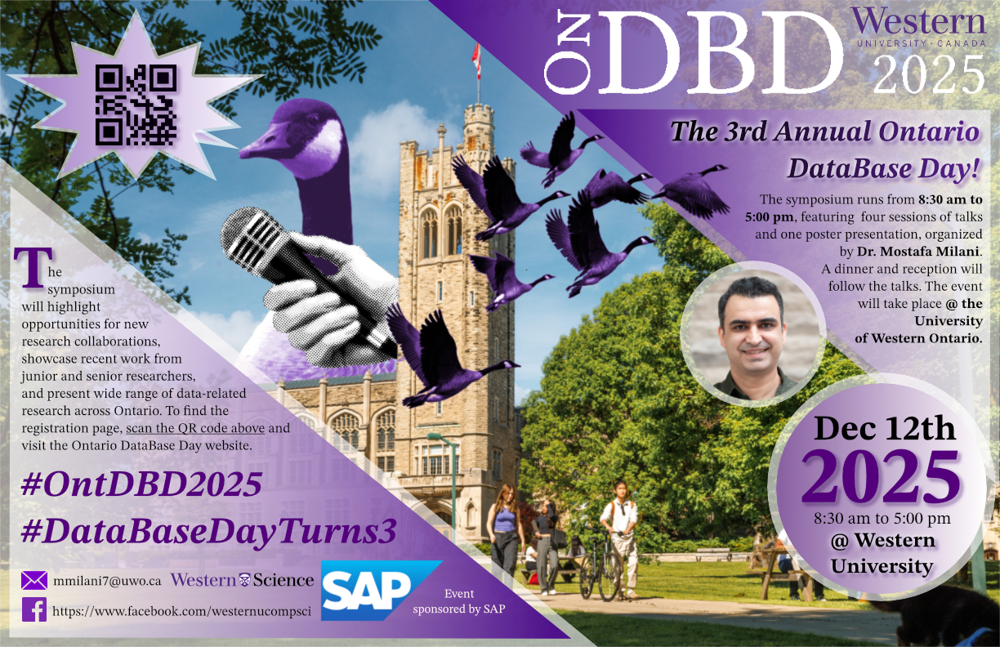 ON DBD
Western
UNIVERSITY · CANADA
2025
The 3rd Annual Ontario
DataBase Day!
The symposium runs from 8:30 am to
5:00 pm, featuring four sessions of talks
and one poster presentation, organized
by Dr. Mostafa Milani.
A dinner and reception will
follow the talks. The event
will take place @ the
University
of Western Ontario.
The
symposium
will highlight
opportunities for new
research collaborations,
showcase recent work from
junior and senior researchers,
and present wide range of data-related
research across Ontario. To find the
registration page, scan the QR code above and
visit the Ontario DataBase Day website.
#OntDBD2025
#DataBaseDayTurns3
mmilani7@uwo.ca
Western Science
https://www.facebook.com/westernucompsci
SAP
Event
sponsored by SAP
Dec 12th
2025
8:30 am to 5:00 pm
@ Western
University